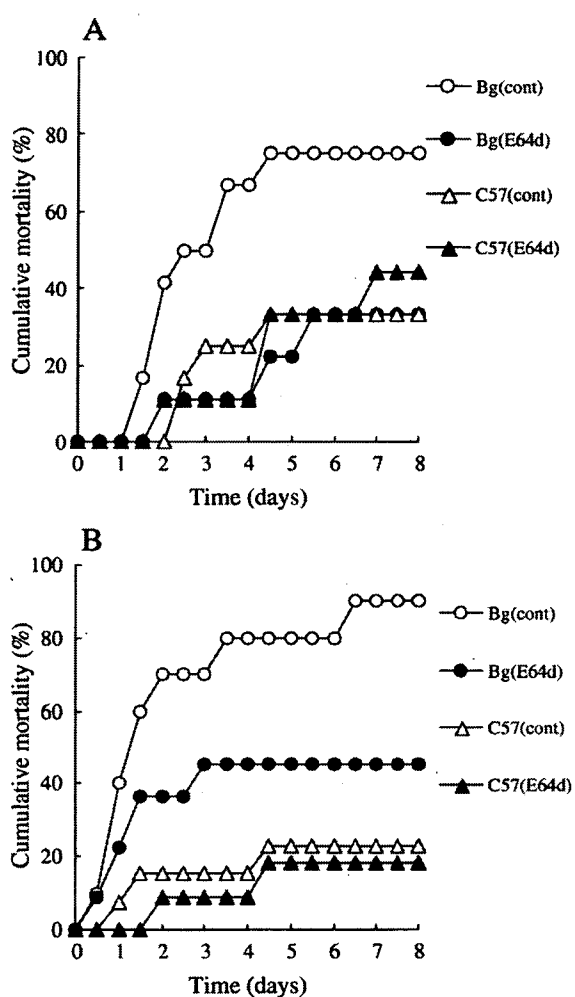 A
100
80
60
40
20
0
Cumulative mortality (%)
0 1 2 3 4 5 6 7 8
Time (days)
Bg(cont)
Bg(E64d)
C57(cont)
C57(E64d)
B
100
80
60
40
20
0
Cumulative mortality (%)
0 1 2 3 4 5 6 7 8
Time (days)
Bg(cont)
Bg(E64d)
C57(cont)
C57(E64d)